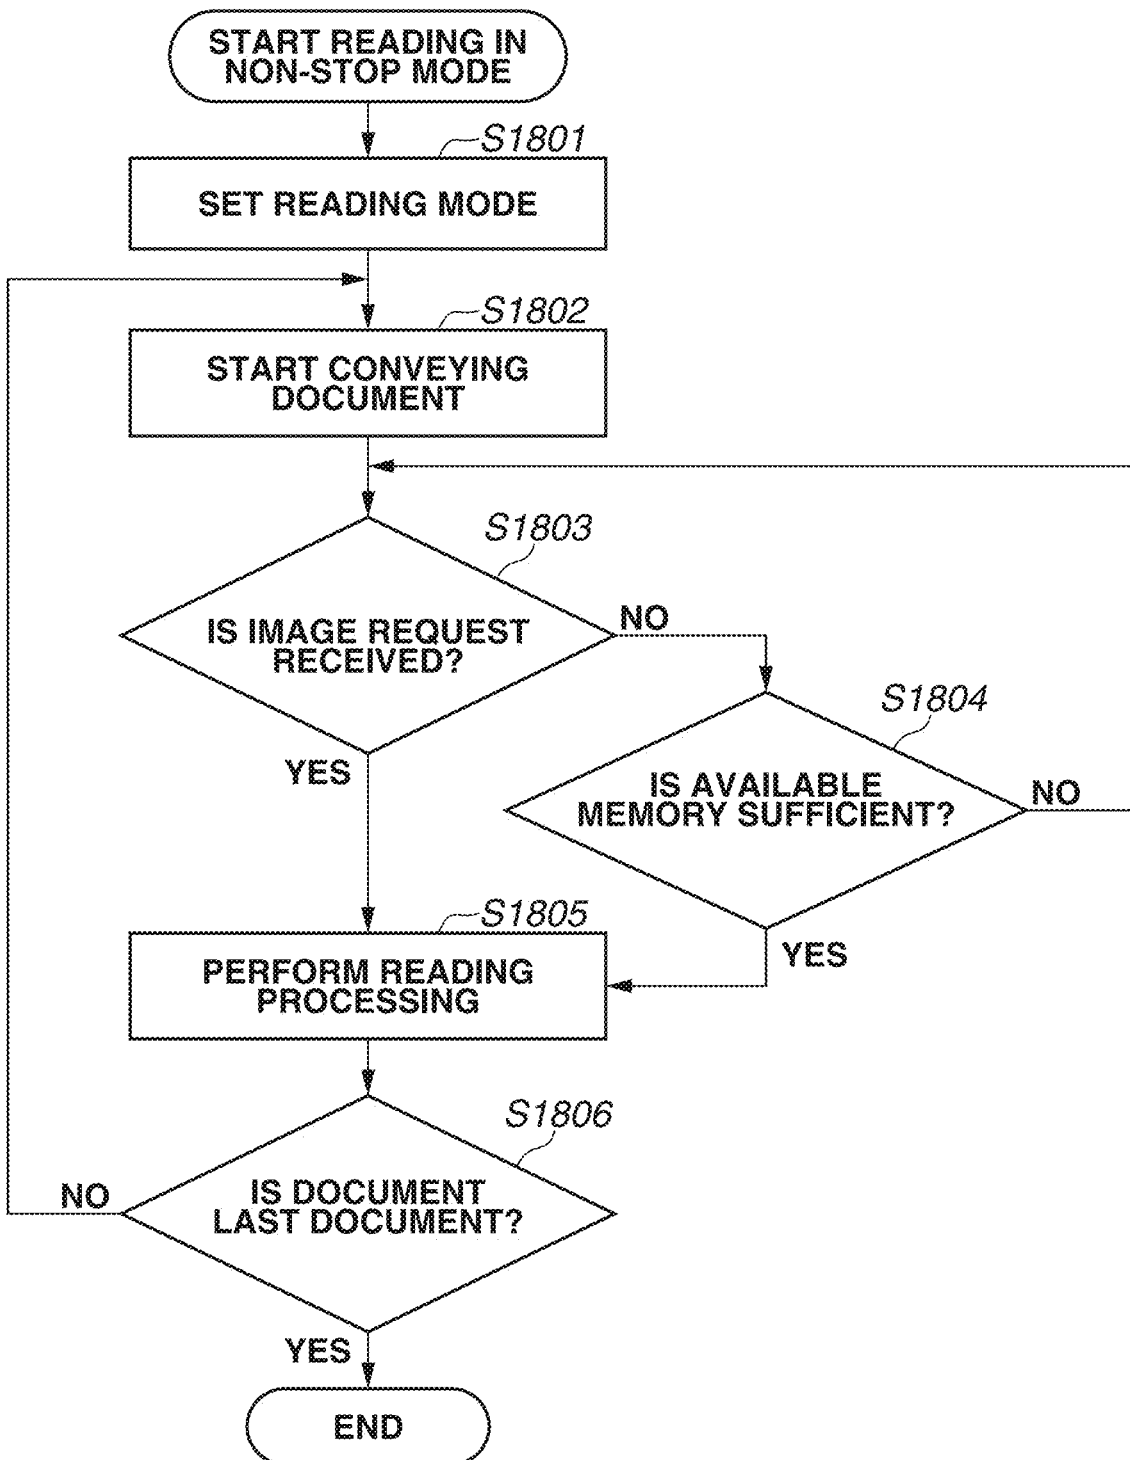 START READING IN
NON-STOP MODE
S1801
SET READING MODE
S1802
START CONVEYING
DOCUMENT
S1803
IS IMAGE REQUEST
RECEIVED?
NO
YES
S1804
IS AVAILABLE
MEMORY SUFFICIENT?
NO
YES
S1805
PERFORM READING
PROCESSING
S1806
IS DOCUMENT
LAST DOCUMENT?
NO
YES
END